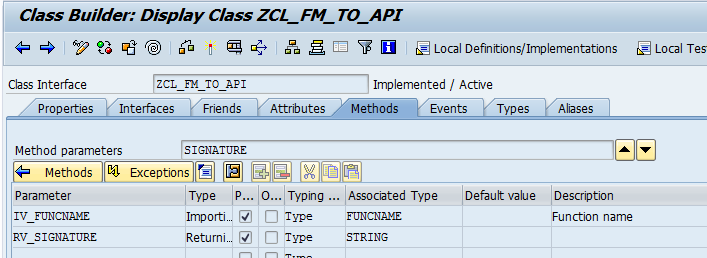 Class Builder: Display Class ZCL_FM_TO_API
Local Definitions/Implementations Local Tes
Class Interface ZCL_FM_TO_API Implemented / Active
Properties Interfaces Friends Attributes Methods Events Types Aliases
Method parameters SIGNATURE
Methods Exceptions
Parameter Type P... O... Typing ... Associated Type Default value Description
IV_FUNCNAME Importi... Type FUNCNAME Function name
RV_SIGNATURE Returni... Type STRING
Type